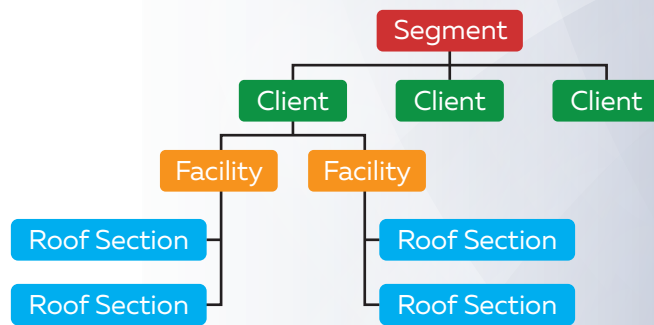 Segment
Client
Client
Client
Facility
Facility
Roof Section
Roof Section
Roof Section
Roof Section